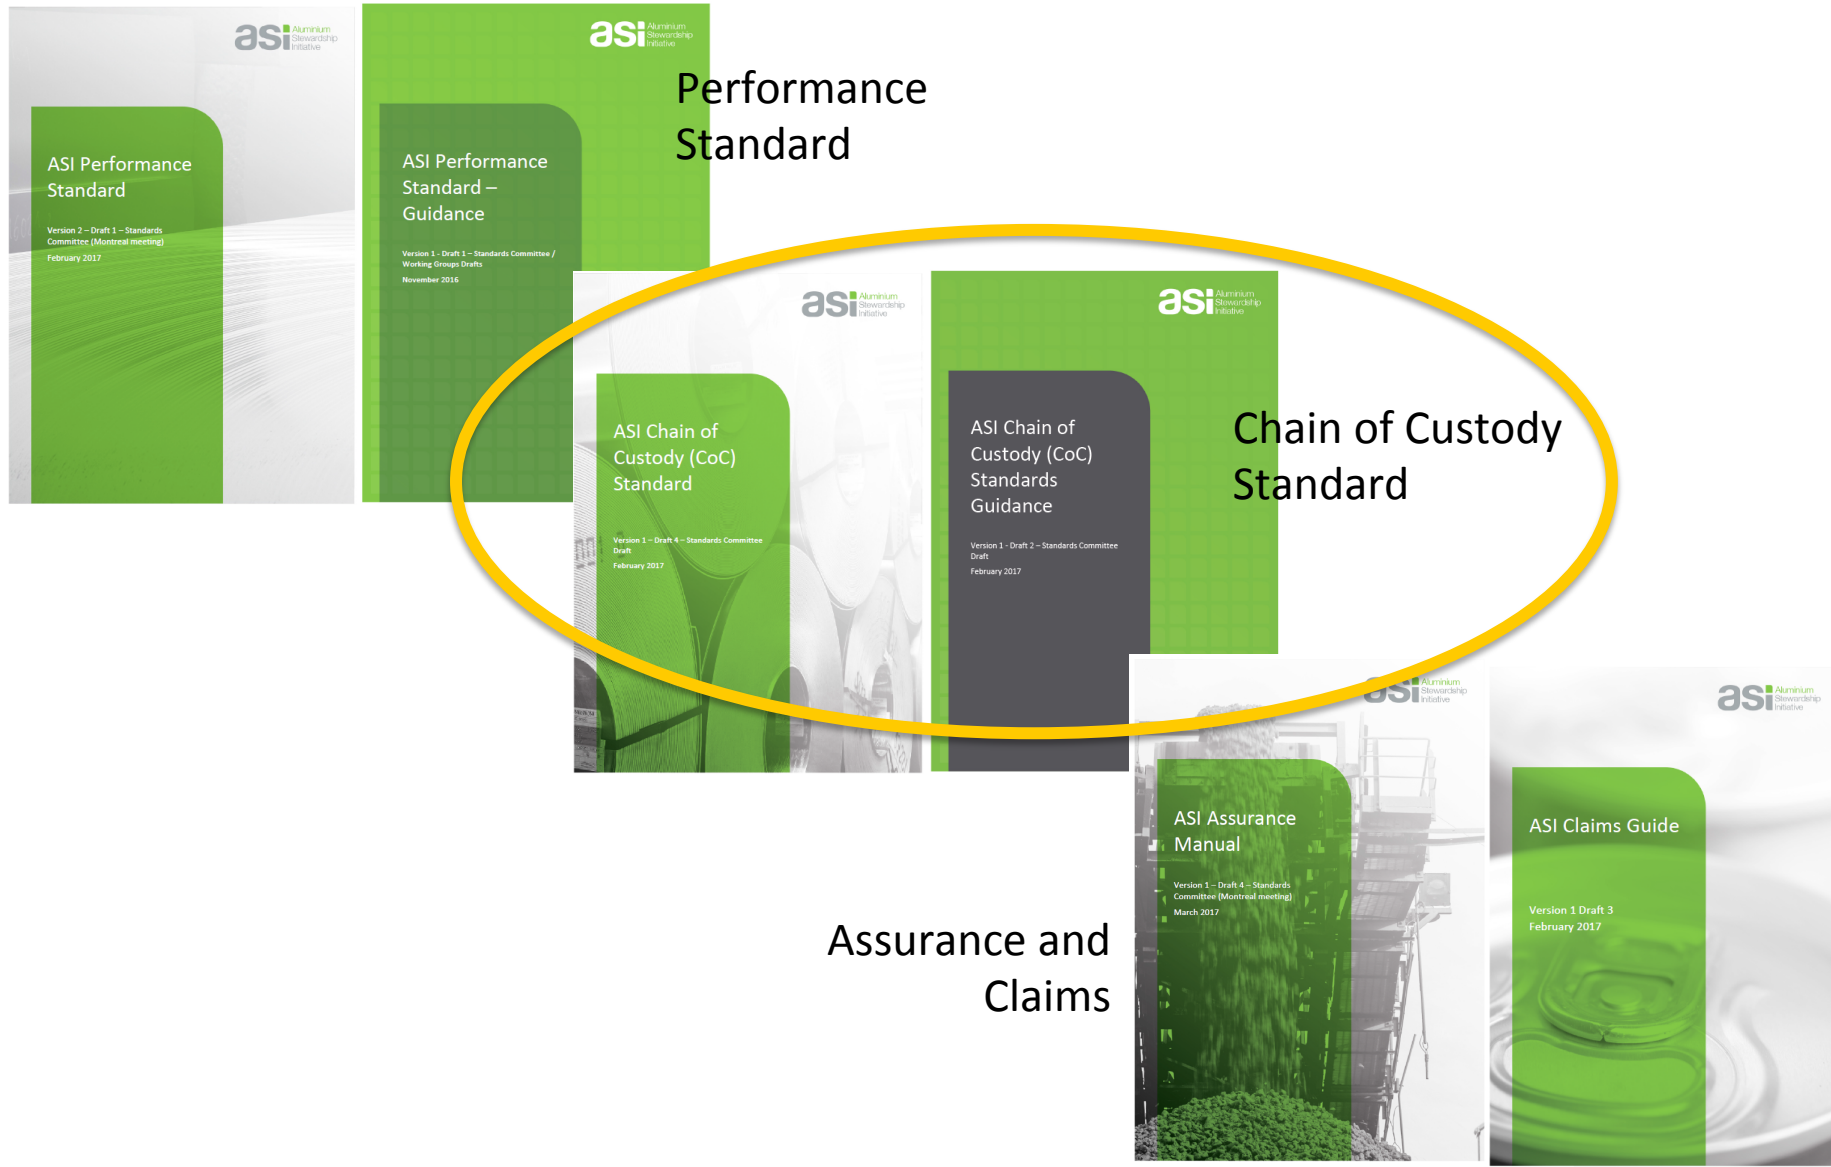 asi Aluminium
Stewardship
Initiative
ASI Performance
Standard
Version 2 – Draft 1 – Standards
Committee (Montreal meeting)
February 2017
asi Aluminium
Stewardship
Initiative
ASI Performance
Standard –
Guidance
Version 1 - Draft 1 – Standards Committee /
Working Groups Drafts
November 2016
Performance
Standard
asi Aluminium
Stewardship
Initiative
ASI Chain of
Custody (CoC)
Standard
Version 1 – Draft 4 – Standards Committee
Draft
February 2017
asi Aluminium
Stewardship
Initiative
ASI Chain of
Custody (CoC)
Standards
Guidance
Version 1 - Draft 2 – Standards Committee
Draft
February 2017
Chain of Custody
Standard
Assurance and
Claims
asi Aluminium
Stewardship
Initiative
ASI Assurance
Manual
Version 1 – Draft 4 – Standards
Committee (Montreal meeting)
March 2017
asi Aluminium
Stewardship
Initiative
ASI Claims Guide
Version 1 Draft 3
February 2017